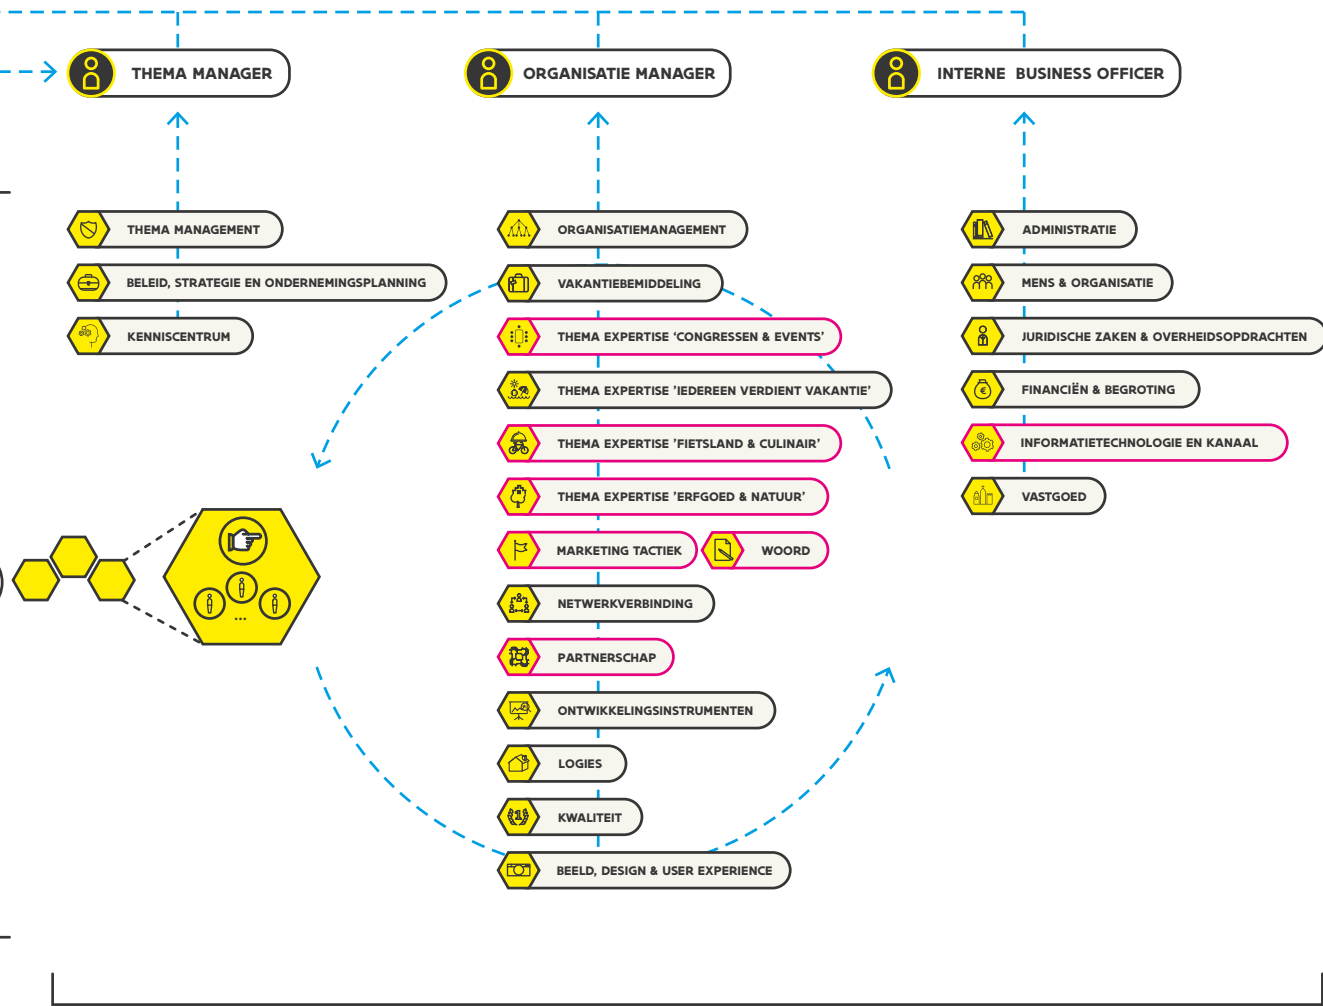 THEMA MANAGER
ORGANISATIE MANAGER
INTERNE BUSINESS OFFICER
THEMA MANAGEMENT
BELEID, STRATEGIE EN ONDERNEMINGSPLANNING
KENNISCENTRUM
ORGANISATIEMANAGEMENT
VAKANTIEBEMIDDELING
THEMA EXPERTISE ‘CONGRESSEN & EVENTS’
THEMA EXPERTISE ’IEDEREEN VERDIENT VAKANTIE’
THEMA EXPERTISE ’FIETSLAND & CULINAIR’
THEMA EXPERTISE ’ERFGOED & NATUUR’
MARKETING TACTIEK
WOORD
NETWERKVERBINDING
PARTNERSCHAP
ONTWIKKELINGSINSTRUMENTEN
LOGIES
1
KWALITEIT
BEELD, DESIGN & USER EXPERIENCE
ADMINISTRATIE
MENS & ORGANISATIE
JURIDISCHE ZAKEN & OVERHEIDSOPDRACHTEN
€
FINANCIËN & BEGROTING
INFORMATIETECHNOLOGIE EN KANAAL
VASTGOED
...